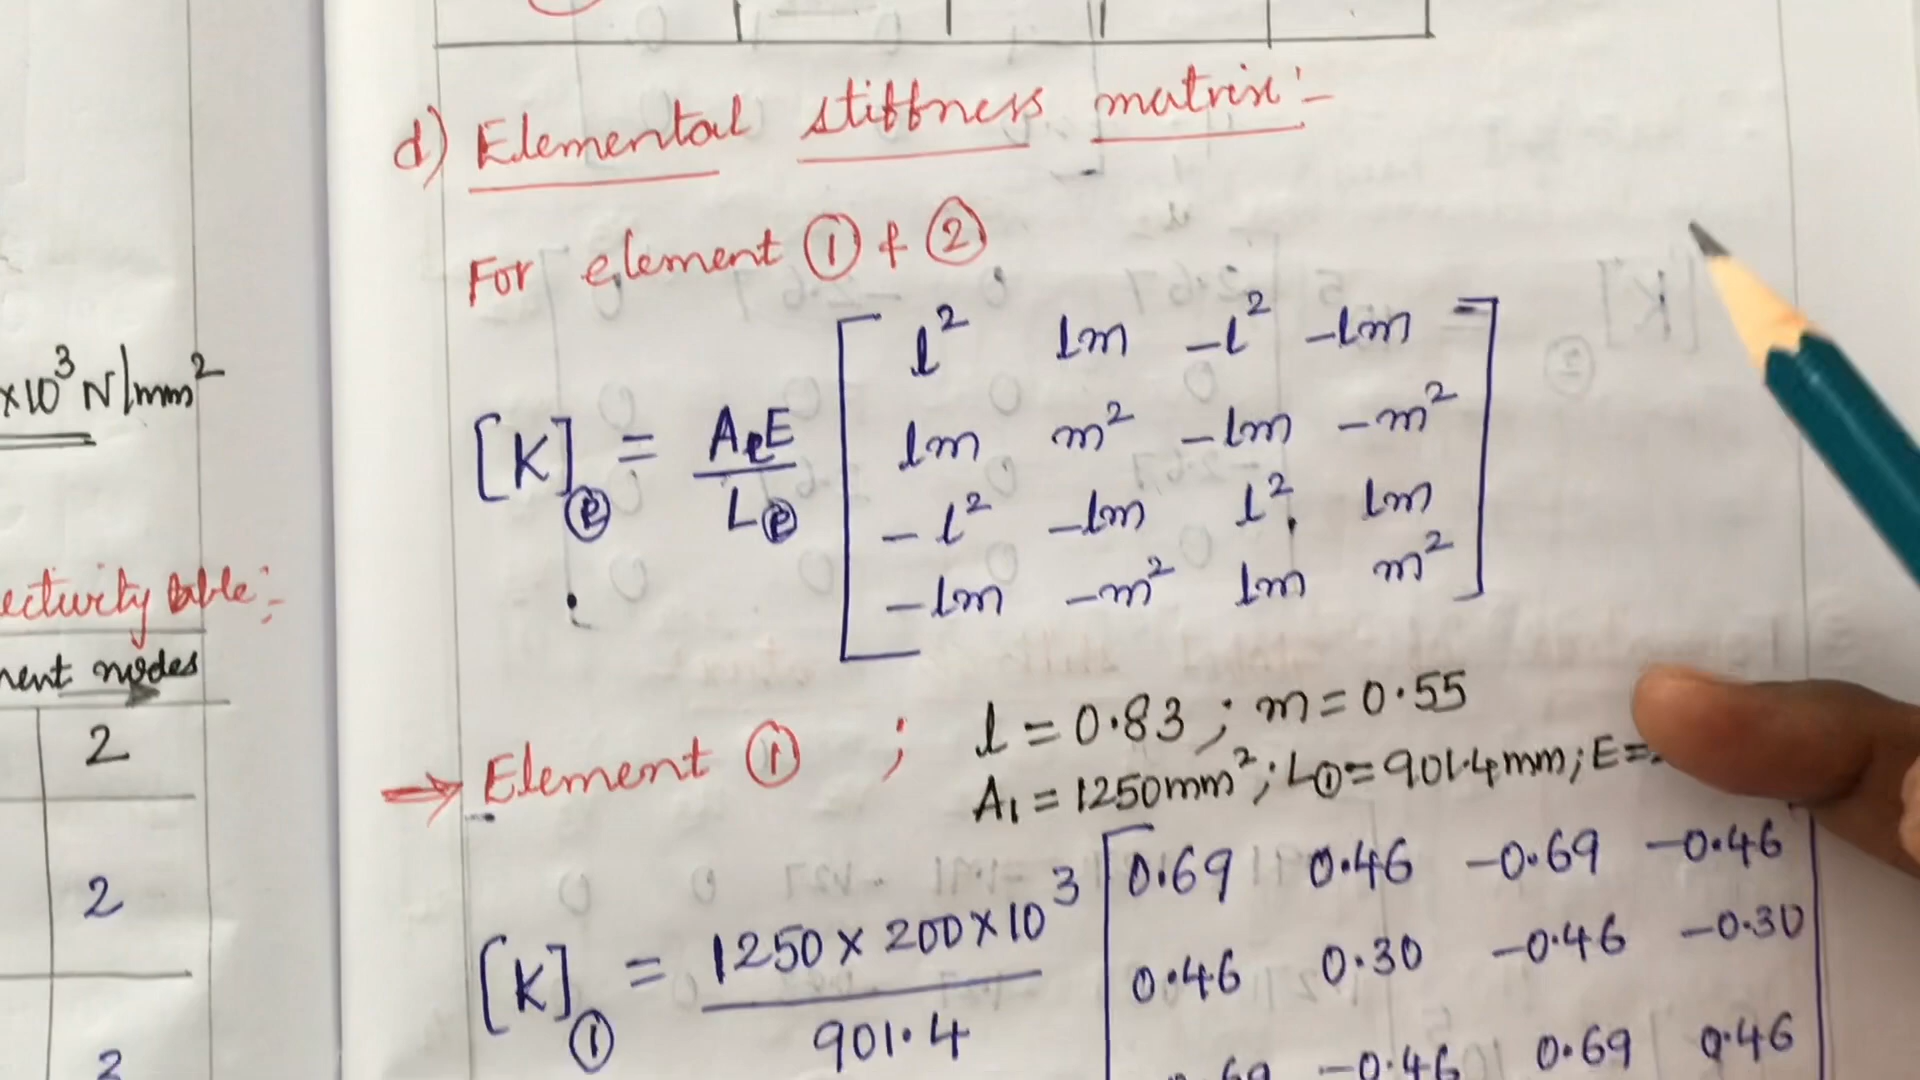 d) Elemental stiffness matrix:-
For element ① & ②
[K]ⓔ = AeE / Lⓔ
l² lm -l² -lm
lm m² -lm -m²
-l² -lm l² lm
-lm -m² lm m²
→ Element ① ; l = 0.83 ; m = 0.55
A₁ = 1250mm² ; L① = 901.4mm ; E =
[K]① = 1250 × 200 × 10³ / 901.4
0.69 0.46 -0.69 -0.46
0.46 0.30 -0.46 -0.30
-0.46 0.69 0.46
×10³ N/mm²
table:-
nodes
2
2